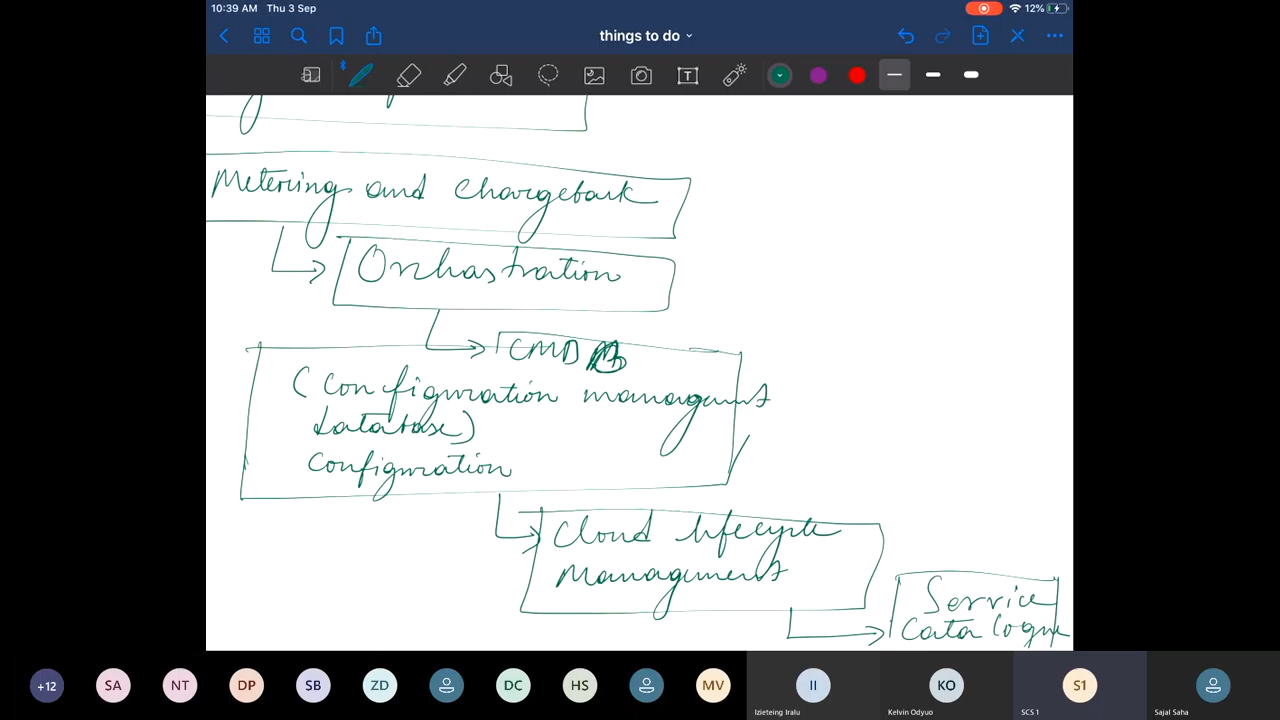 10:39 AM Thu 3 Sep
12%
things to do
Metering and chargeback
Orchastration
CMDB
(Configuration management
database)
Configuration
Cloud lifecycle
Management
Service
Catalogue
+12
SA
NT
DP
SB
ZD
DC
HS
MV
II
KO
S1
Izieteing Iralu
Kelvin Odyuo
SCS 1
Sajal Saha